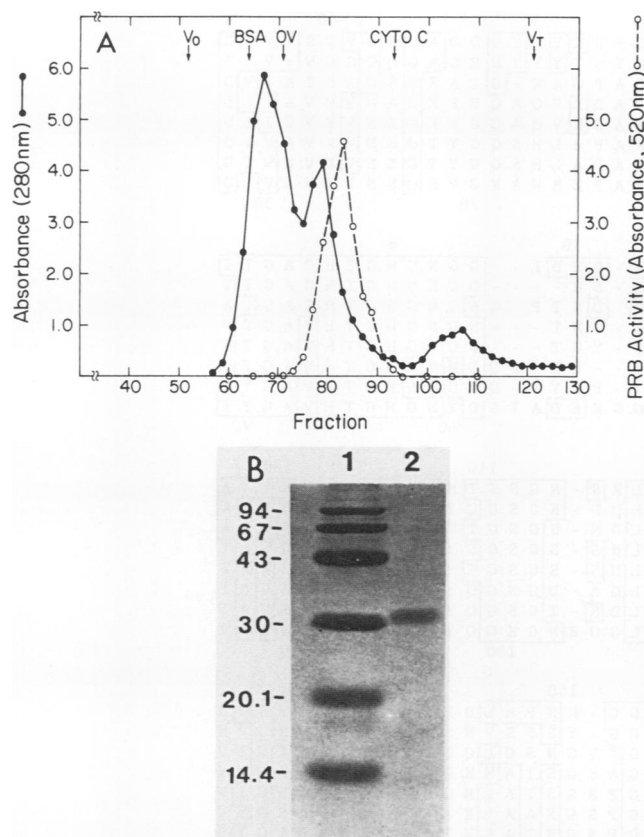 A
V₀ BSA OV CYTO C V_T
Absorbance (280nm)
6.0
5.0
4.0
3.0
2.0
1.0
5.0
4.0
3.0
2.0
1.0
PRB Activity (Absorbance, 520nm)
40 50 60 70 80 90 100 110 120 130
Fraction
B
1 2
94-
67-
43-
30-
20.1-
14.4-